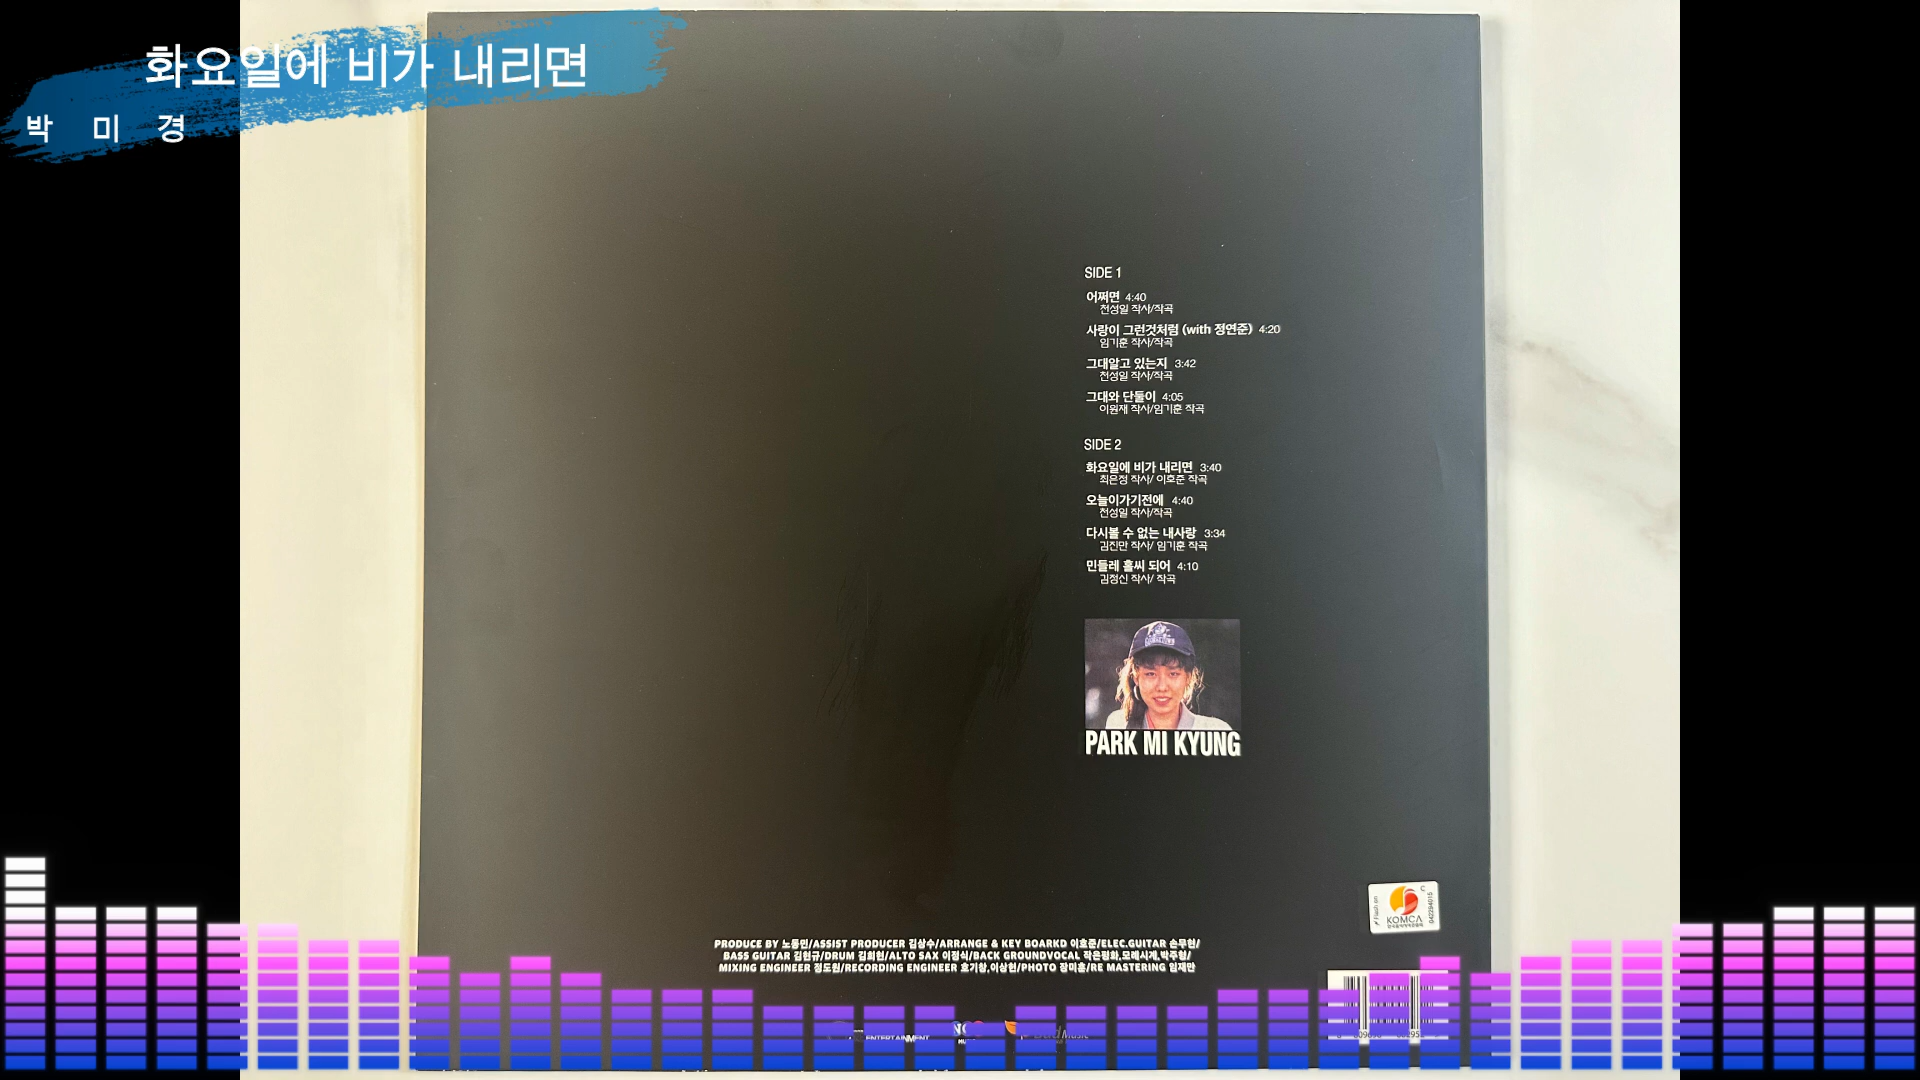 화요일에 비가 내리면
박 미 경
SIDE 1
어쩌면 4:40
천성일 작사/작곡
사랑이 그런것처럼 (with 정연준) 4:20
임기훈 작사/작곡
그대알고 있는지 3:42
천성일 작사/작곡
그대와 단둘이 4:05
이원재 작사/임기훈 작곡
SIDE 2
화요일에 비가 내리면 3:40
최은정 작사/ 이호준 작곡
오늘이가기전에 4:40
천성일 작사/작곡
다시볼 수 없는 내사랑 3:34
김진만 작사/ 임기훈 작곡
민들레 홀씨 되어 4:10
김정신 작사/ 작곡
PARK MI KYUNG
KOMCA
PRODUCE BY 노동민/ASSIST PRODUCER 김상수/ARRANGE & KEY BOARKD 이호준/ELEC.GUITAR 손무현/
BASS GUITAR 김현규/DRUM 김희현/ALTO SAX 이정식/BACK GROUNDVOCAL 작은평화,모래시계,박주형/
MIXING ENGINEER 정도원/RECORDING ENGINEER 호기창,이상헌/PHOTO 장미훈/RE MASTERING 임재만
ENTERTAINMENT